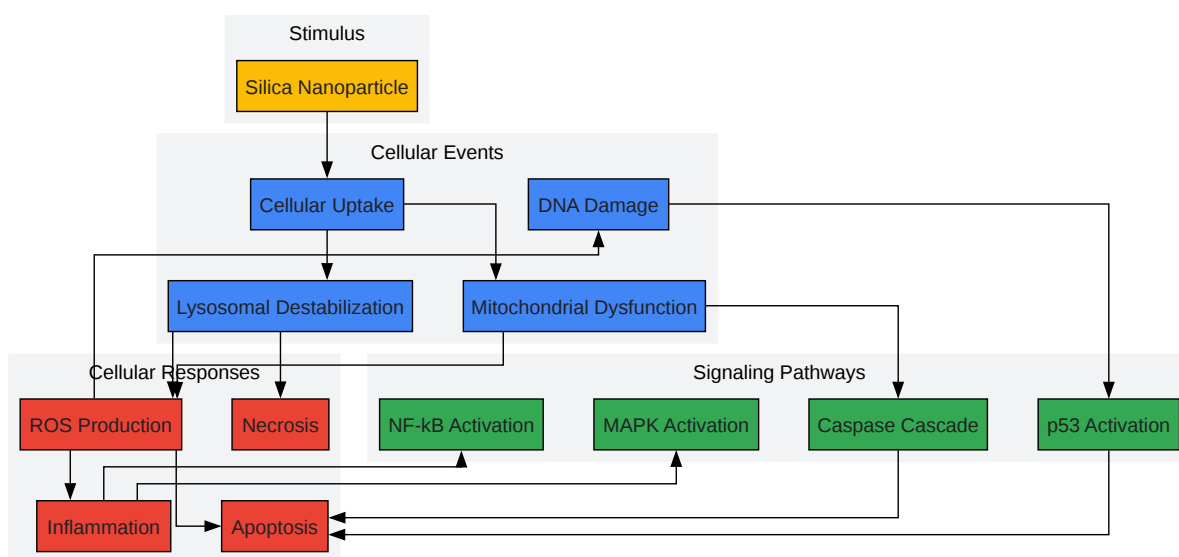 Stimulus
Silica Nanoparticle
Cellular Events
Cellular Uptake
DNA Damage
Lysosomal Destabilization
Mitochondrial Dysfunction
Cellular Responses
Signaling Pathways
ROS Production
Necrosis
NF-kB Activation
MAPK Activation
Caspase Cascade
p53 Activation
Inflammation
Apoptosis